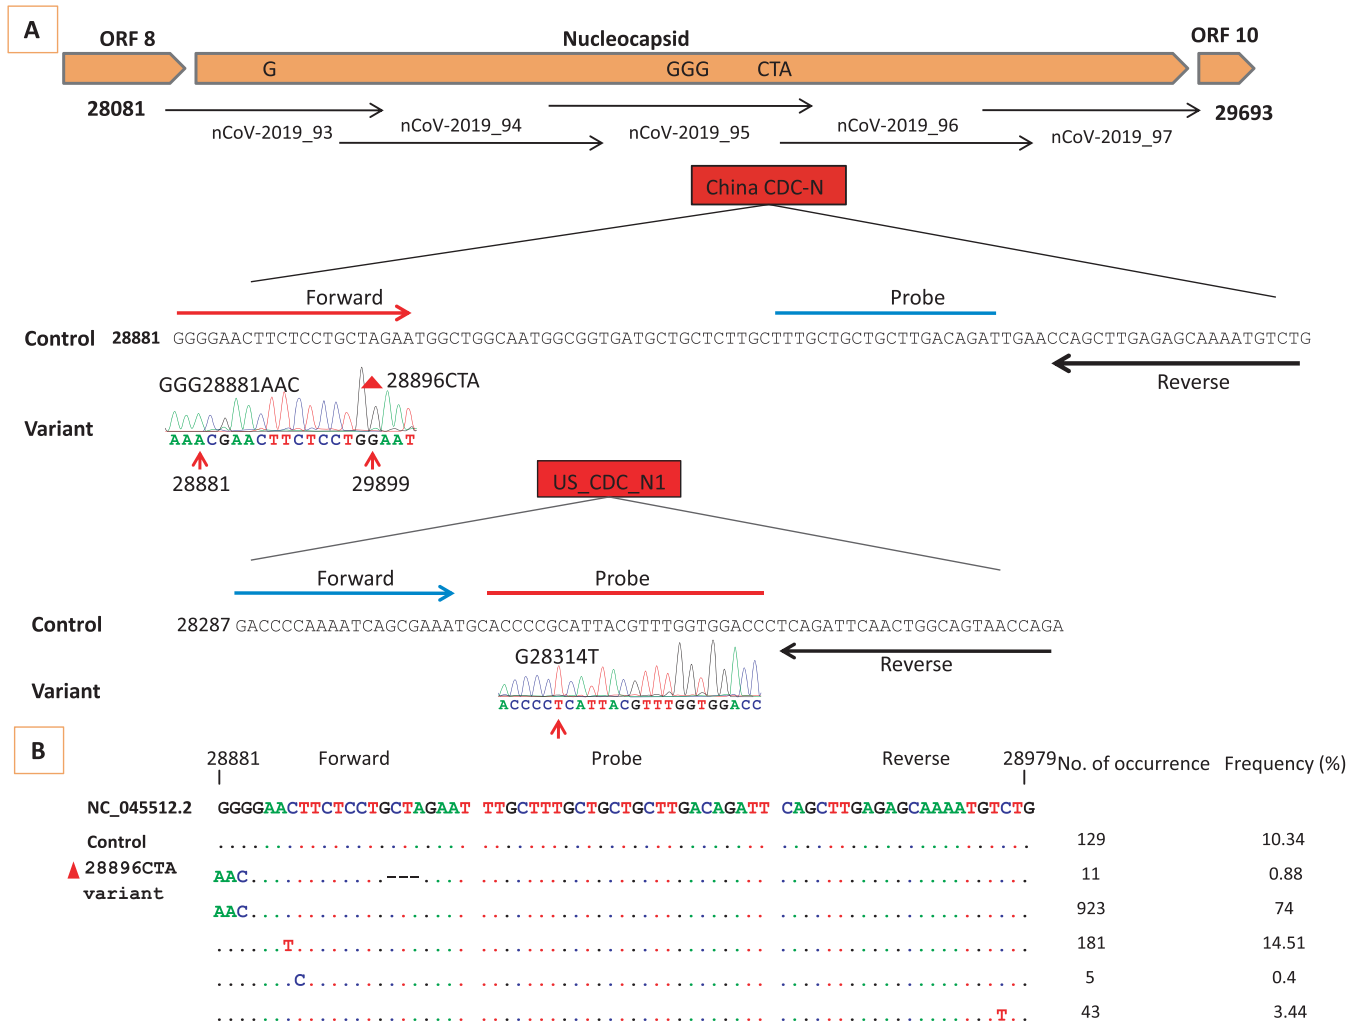 A
ORF 8
Nucleocapsid
ORF 10
G
GGG
CTA
28081
29693
nCoV-2019_93
nCoV-2019_94
nCoV-2019_95
nCoV-2019_96
nCoV-2019_97
China CDC-N
Forward
Probe
Control
28881
GGGGAACTTCTCCTGCTAGAATGGCTGGCAATGGCGGTGATGCTGCTCTTGCTTTGCTGCTGCTTGACAGATTGAACCAGCTTGAGAGCAAAATGTCTG
GGG28881AAC
28896CTA
Reverse
Variant
AAACGAACTTCTCCTGGAAT
28881
29899
US_CDC_N1
Forward
Probe
Control
28287
GACCCCAAAATCAGCGAAATGCACCCCGCATTACGTTTGGTGGACCCTCAGATTCAACTGGCAGTAACCAGA
G28314T
Reverse
Variant
ACCCCTCATTACGTTTGGTGGACC
B
28881 Forward Probe Reverse 28979 No. of occurrence Frequency (%)
NC_045512.2 GGGGAACTTCTCCTGCTAGAAT TTGCTTTGCTGCTGCTTGACAGATT CAGCTTGAGAGCAAAATGTCTG
Control 129 10.34
28896CTA
variant
AAC --- 11 0.88
AAC 923 74
T 181 14.51
C 5 0.4
T 43 3.44